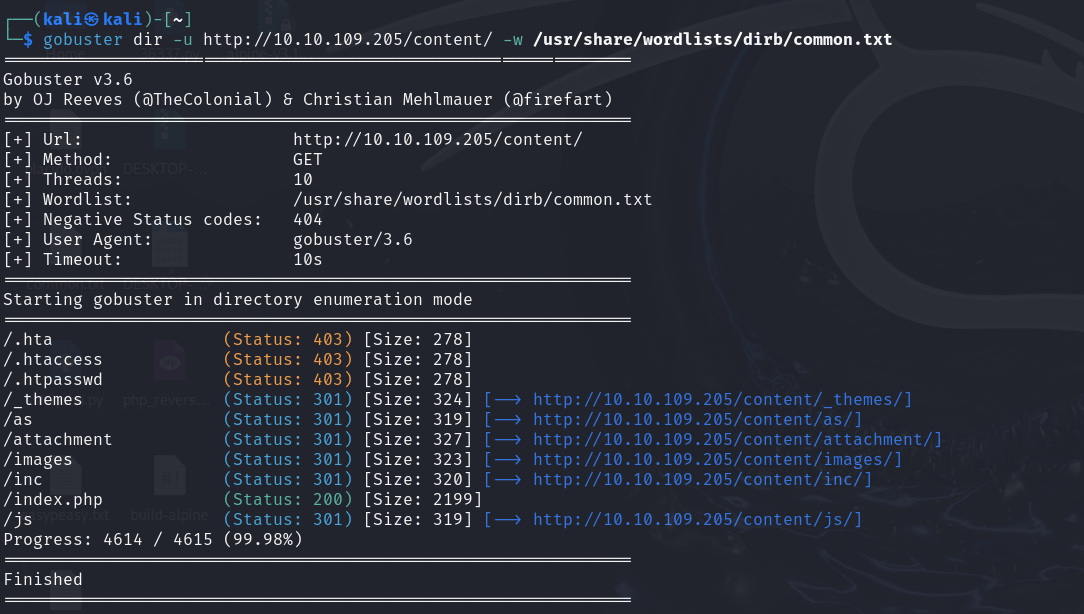 ┌──(kali㉿kali)-[~]
└─$ gobuster dir -u http://10.10.109.205/content/ -w /usr/share/wordlists/dirb/common.txt
===============================================================
Gobuster v3.6
by OJ Reeves (@TheColonial) & Christian Mehlmauer (@firefart)
===============================================================
[+] Url:                     http://10.10.109.205/content/
[+] Method:                  GET
[+] Threads:                 10
[+] Wordlist:                /usr/share/wordlists/dirb/common.txt
[+] Negative Status codes:   404
[+] User Agent:              gobuster/3.6
[+] Timeout:                 10s
===============================================================
Starting gobuster in directory enumeration mode
===============================================================
/.hta                 (Status: 403) [Size: 278]
/.htaccess            (Status: 403) [Size: 278]
/.htpasswd            (Status: 403) [Size: 278]
/_themes              (Status: 301) [Size: 324] [--> http://10.10.109.205/content/_themes/]
/as                   (Status: 301) [Size: 319] [--> http://10.10.109.205/content/as/]
/attachment           (Status: 301) [Size: 327] [--> http://10.10.109.205/content/attachment/]
/images               (Status: 301) [Size: 323] [--> http://10.10.109.205/content/images/]
/inc                  (Status: 301) [Size: 320] [--> http://10.10.109.205/content/inc/]
/index.php            (Status: 200) [Size: 2199]
/js                   (Status: 301) [Size: 319] [--> http://10.10.109.205/content/js/]
Progress: 4614 / 4615 (99.98%)
===============================================================
Finished
===============================================================
DESKTOP-...
php_revers...
build-alpine